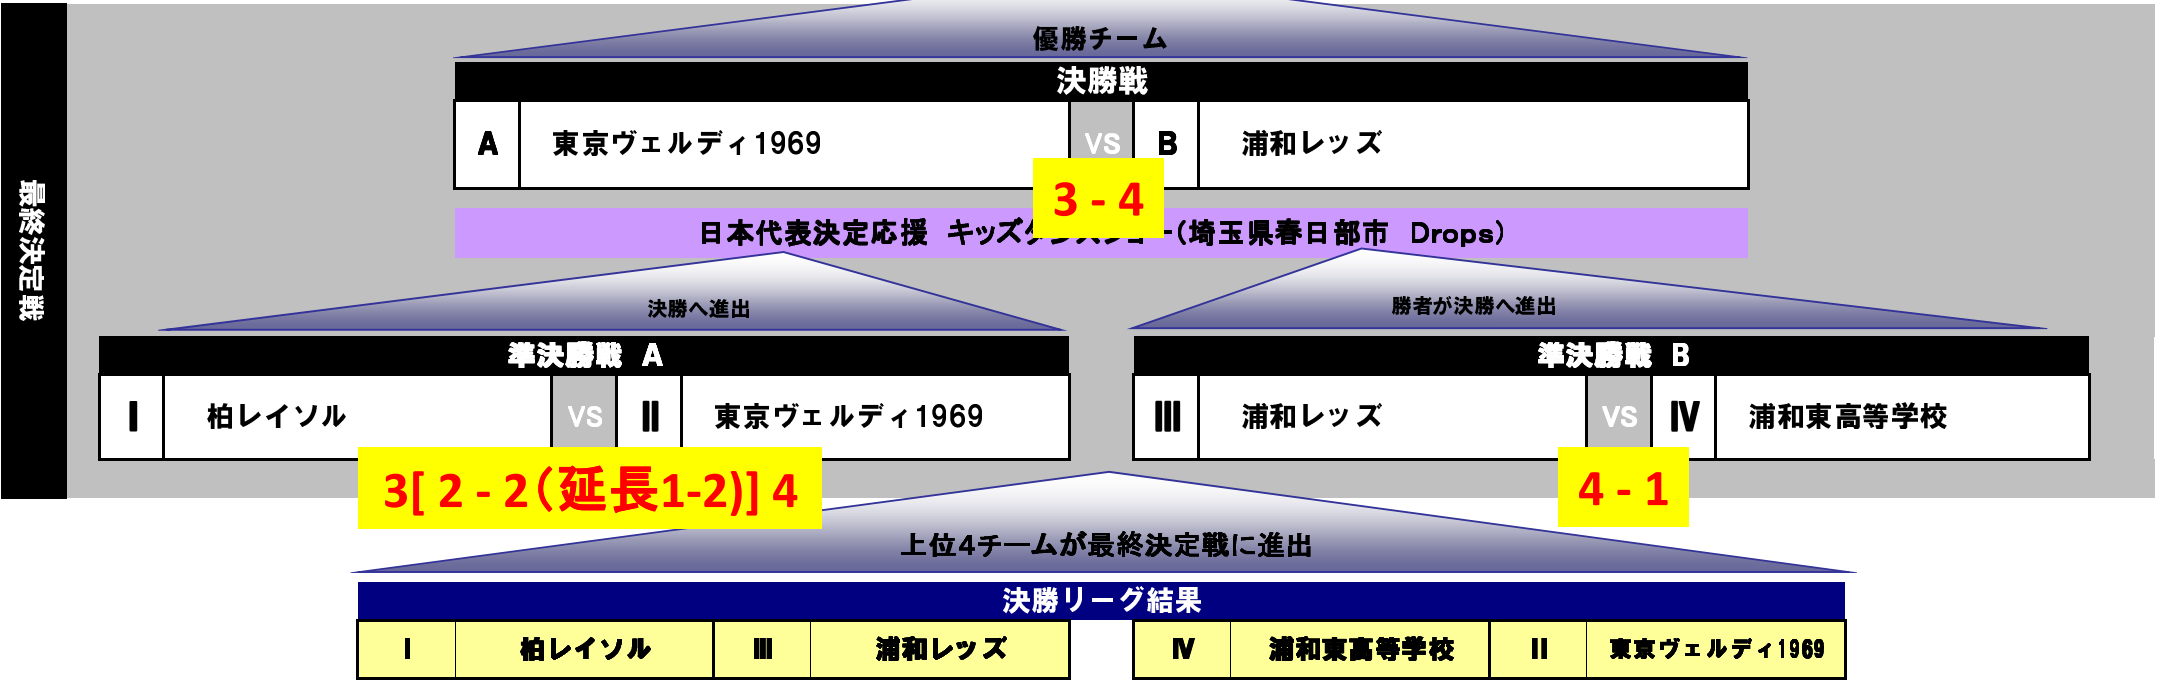 優勝チーム
決勝戦
A 東京ヴェルディ1969 VS B 浦和レッズ
3 - 4
日本代表決定応援 キッズダンスショー(埼玉県春日部市 Drops)
最終決定戦
決勝へ進出
勝者が決勝へ進出
準決勝戦 A
準決勝戦 B
Ⅰ 柏レイソル VS Ⅱ 東京ヴェルディ1969
Ⅲ 浦和レッズ VS Ⅳ 浦和東高等学校
3[ 2 - 2(延長1-2)] 4
4 - 1
上位4チームが最終決定戦に進出
決勝リーグ結果
Ⅰ 柏レイソル Ⅲ 浦和レッズ
Ⅳ 浦和東高等学校 Ⅱ 東京ヴェルディ1969